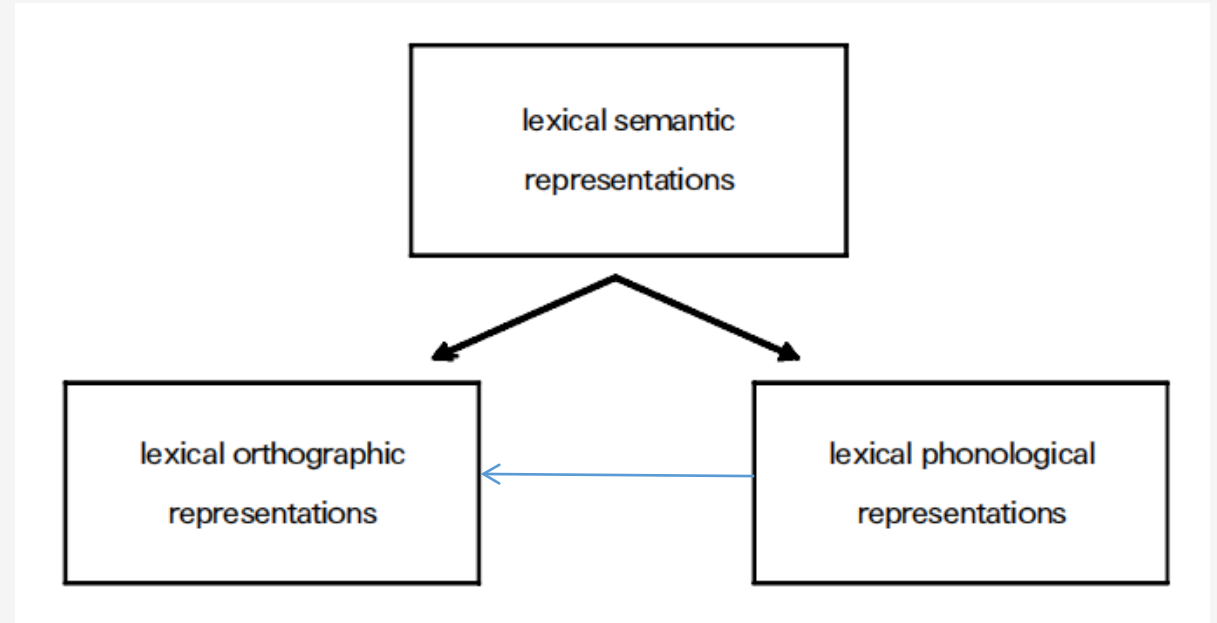 lexical semantic
representations
lexical orthographic
representations
lexical phonological
representations